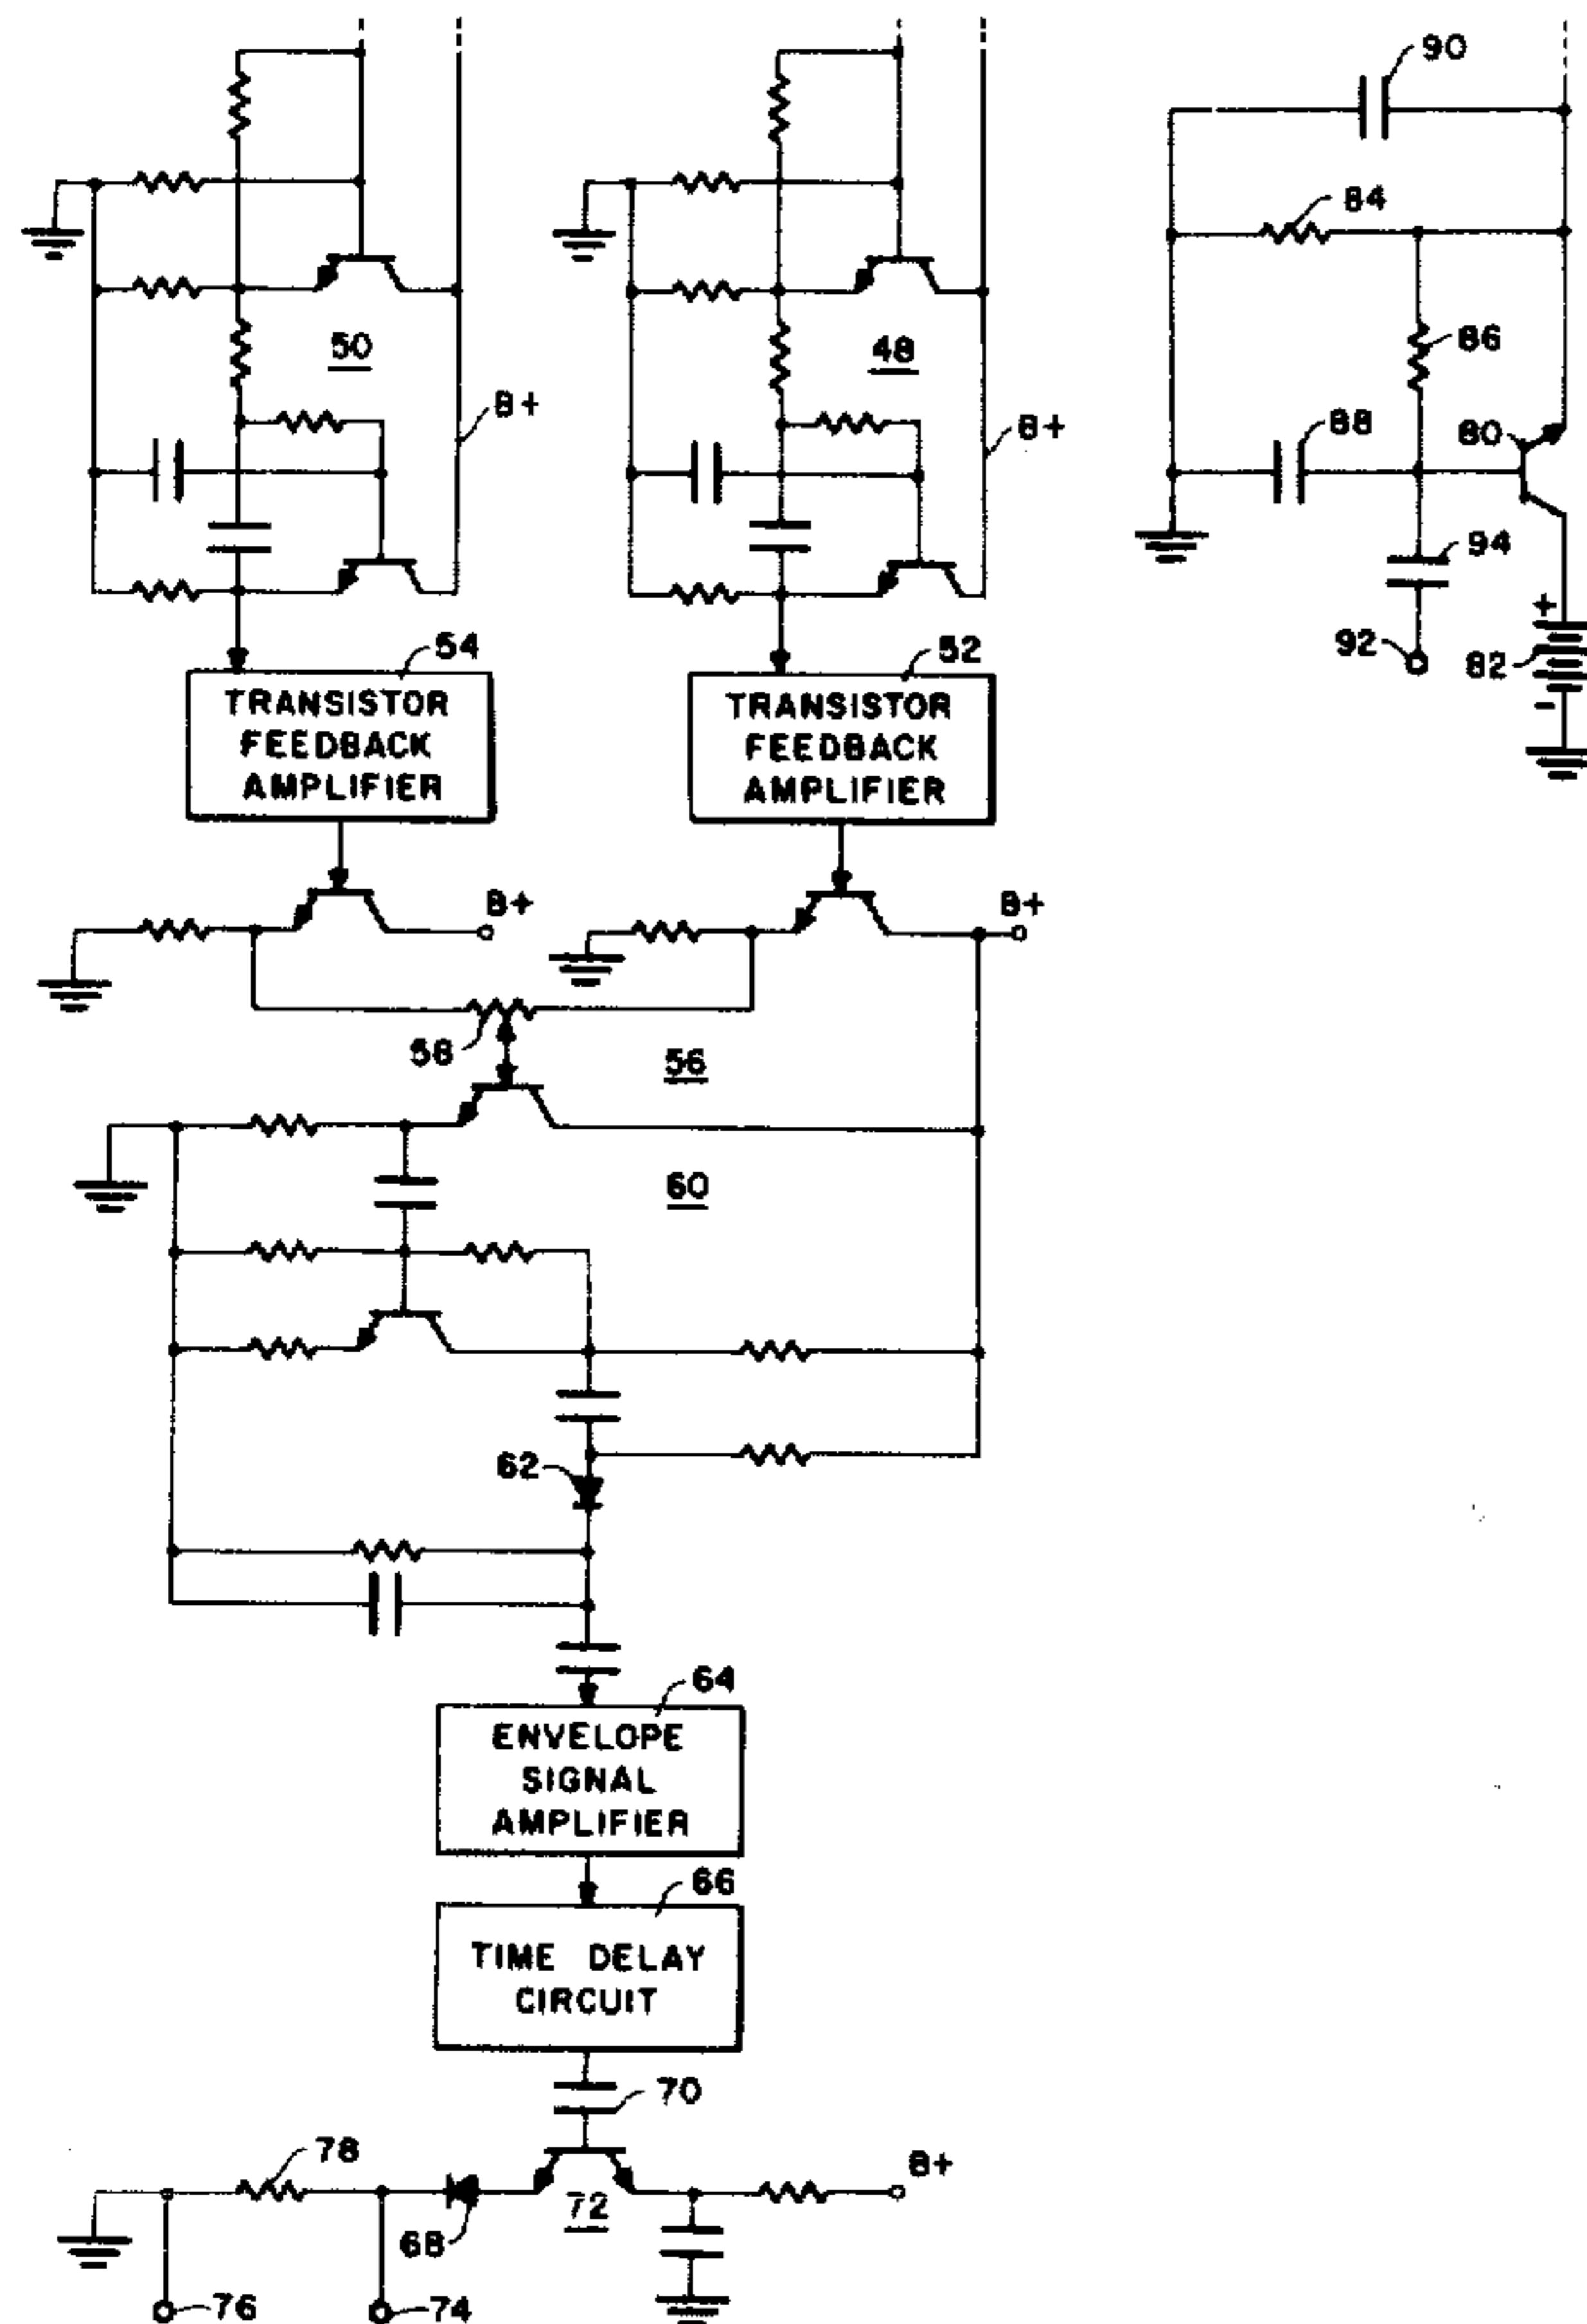 90
84
50
48
86
B+
B+
88
80
94
54
52
92
+
82
-
TRANSISTOR
FEEDBACK
AMPLIFIER
TRANSISTOR
FEEDBACK
AMPLIFIER
B+
B+
58
56
60
62
64
ENVELOPE
SIGNAL
AMPLIFIER
66
TIME DELAY
CIRCUIT
70
78
B+
72
68
76
74